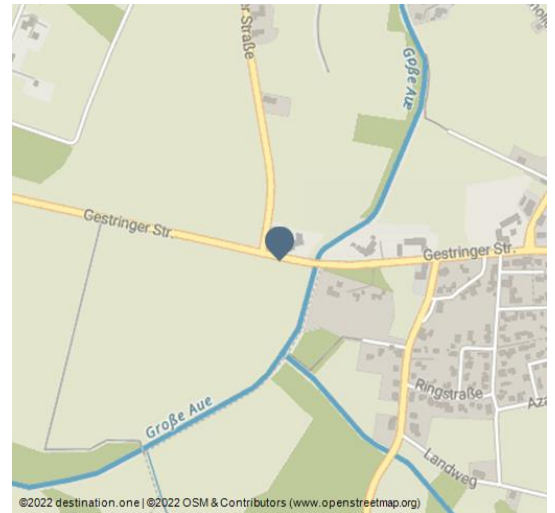 er Straße
Große Aue
Gestringer Str.
Gestringer Str.
Große Aue
Ringstraße
Landweg
©2022 destination.one | ©2022 OSM & Contributors (www.openstreetmap.org)